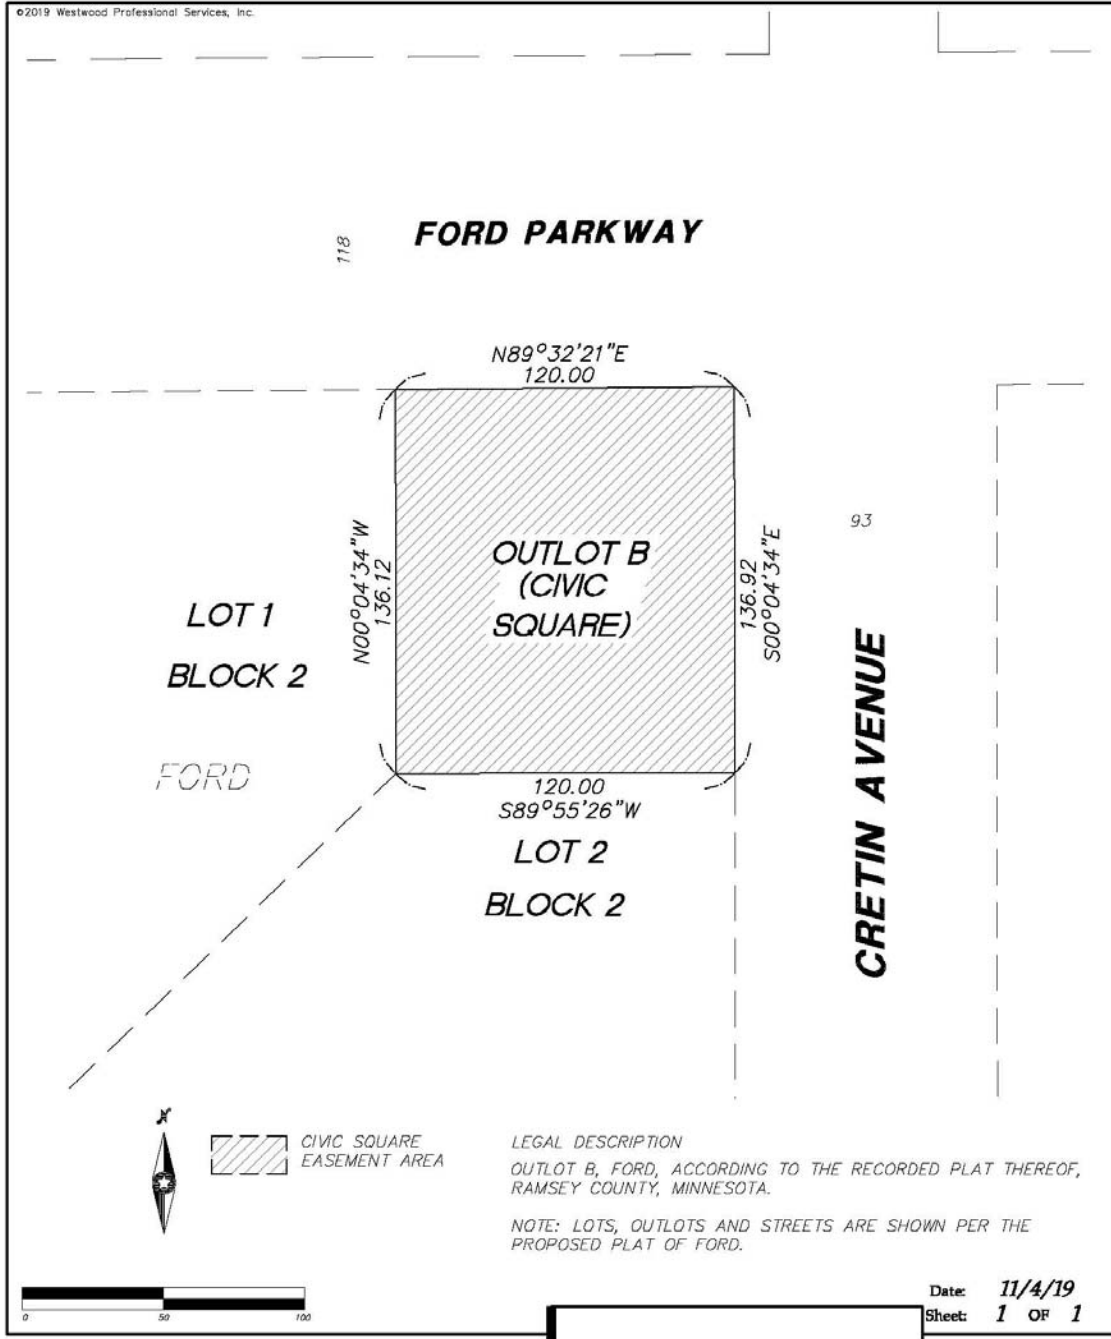 ©2019 Westwood Professional Services, Inc.
118
FORD PARKWAY
N89°32'21"E
120.00
N00°04'34"W
136.12
OUTLOT B
(CIVIC
SQUARE)
136.92
S00°04'34"E
93
LOT 1
BLOCK 2
FORD
120.00
S89°55'26"W
LOT 2
BLOCK 2
CRETIN AVENUE
N
CIVIC SQUARE
EASEMENT AREA
LEGAL DESCRIPTION
OUTLOT B, FORD, ACCORDING TO THE RECORDED PLAT THEREOF,
RAMSEY COUNTY, MINNESOTA.
NOTE: LOTS, OUTLOTS AND STREETS ARE SHOWN PER THE
PROPOSED PLAT OF FORD.
0 50 100
Date: 11/4/19
Sheet: 1 OF 1